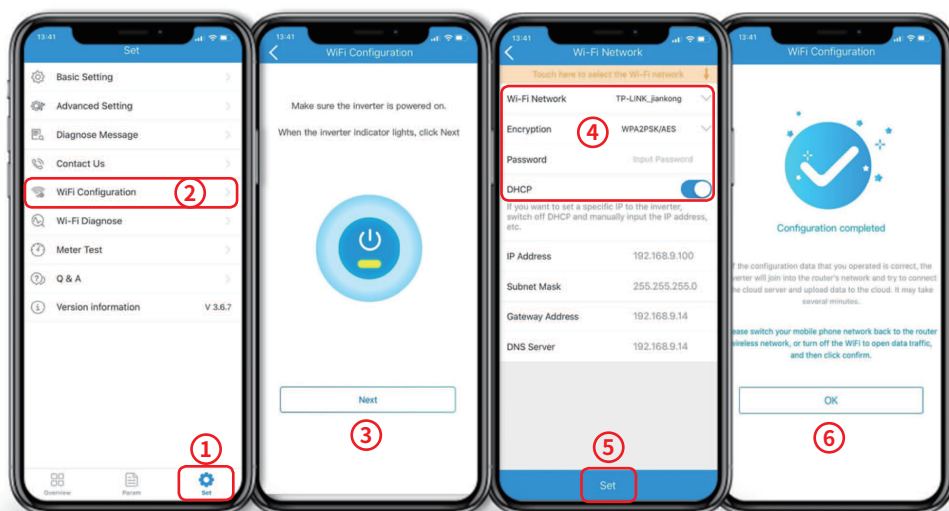 13:41
Set
Basic Setting
Advanced Setting
Diagnose Message
Contact Us
WiFi Configuration
2
Wi-Fi Diagnose
Meter Test
Q & A
Version information V 3.6.7
1
Overview Param Set
13:41
WiFi Configuration
Make sure the inverter is powered on.
When the inverter indicator lights, click Next
Next
3
13:41
Wi-Fi Network
Touch here to select the Wi-Fi network
Wi-Fi Network TP-LINK_jiankong
Encryption WPA2PSK/AES
4
Password Input Password
DHCP
If you want to set a specific IP to the inverter,
switch off DHCP and manually input the IP address,
etc.
IP Address 192.168.9.100
Subnet Mask 255.255.255.0
Gateway Address 192.168.9.14
DNS Server 192.168.9.14
5
Set
13:41
WiFi Configuration
Configuration completed
f the configuration data that you operated is correct, the
verter will join into the router's network and try to connect
he cloud server and upload data to the cloud. it may take
several minutes.
ease switch your mobile phone network back to the router
wireless network, or turn off the WiFi to open data traffic,
and then click confirm.
OK
6